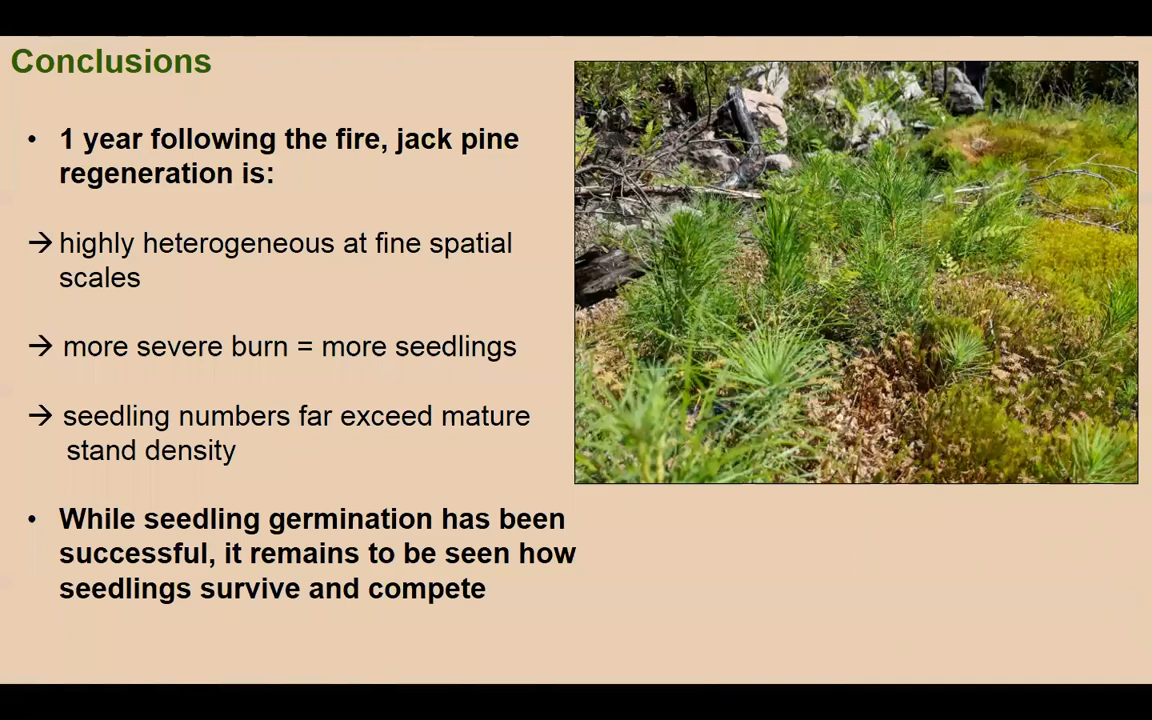 Conclusions
• 1 year following the fire, jack pine
regeneration is:
→ highly heterogeneous at fine spatial
scales
→ more severe burn = more seedlings
→ seedling numbers far exceed mature
stand density
• While seedling germination has been
successful, it remains to be seen how
seedlings survive and compete